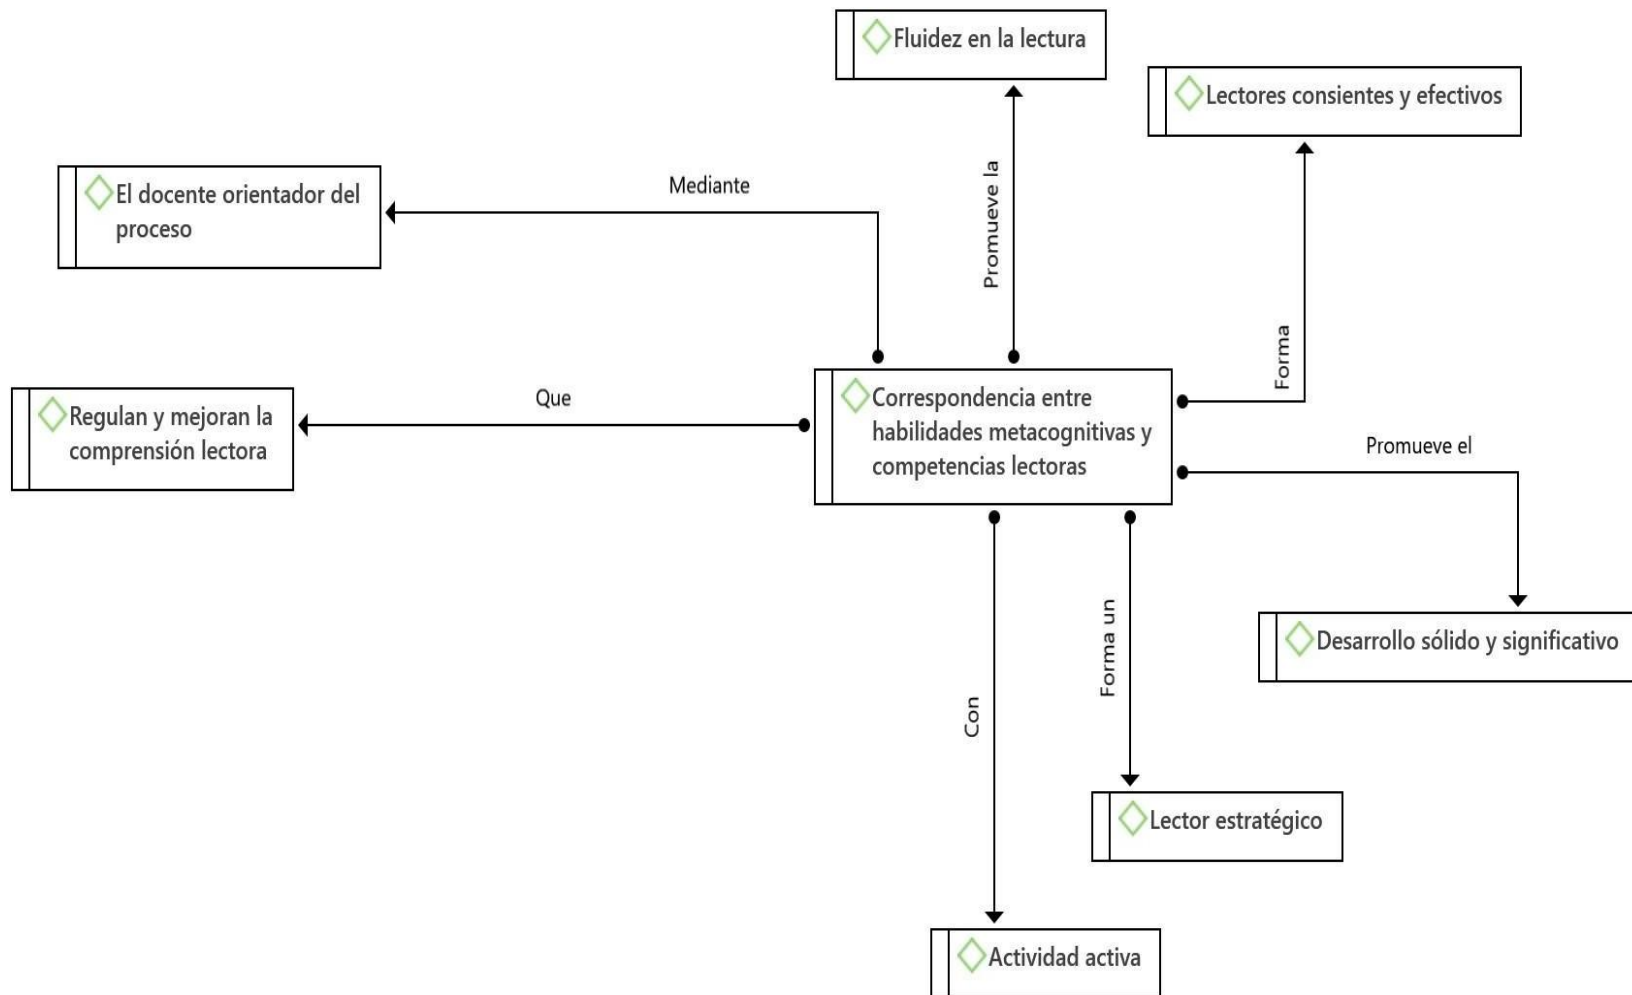 Fluidez en la lectura
Lectores consientes y efectivos
Promueve la
Mediante
El docente orientador del
proceso
Forma
Que
Regulan y mejoran la
comprensión lectora
Correspondencia entre
habilidades metacognitivas y
competencias lectoras
Promueve el
Desarrollo sólido y significativo
Forma un
Con
Lector estratégico
Actividad activa